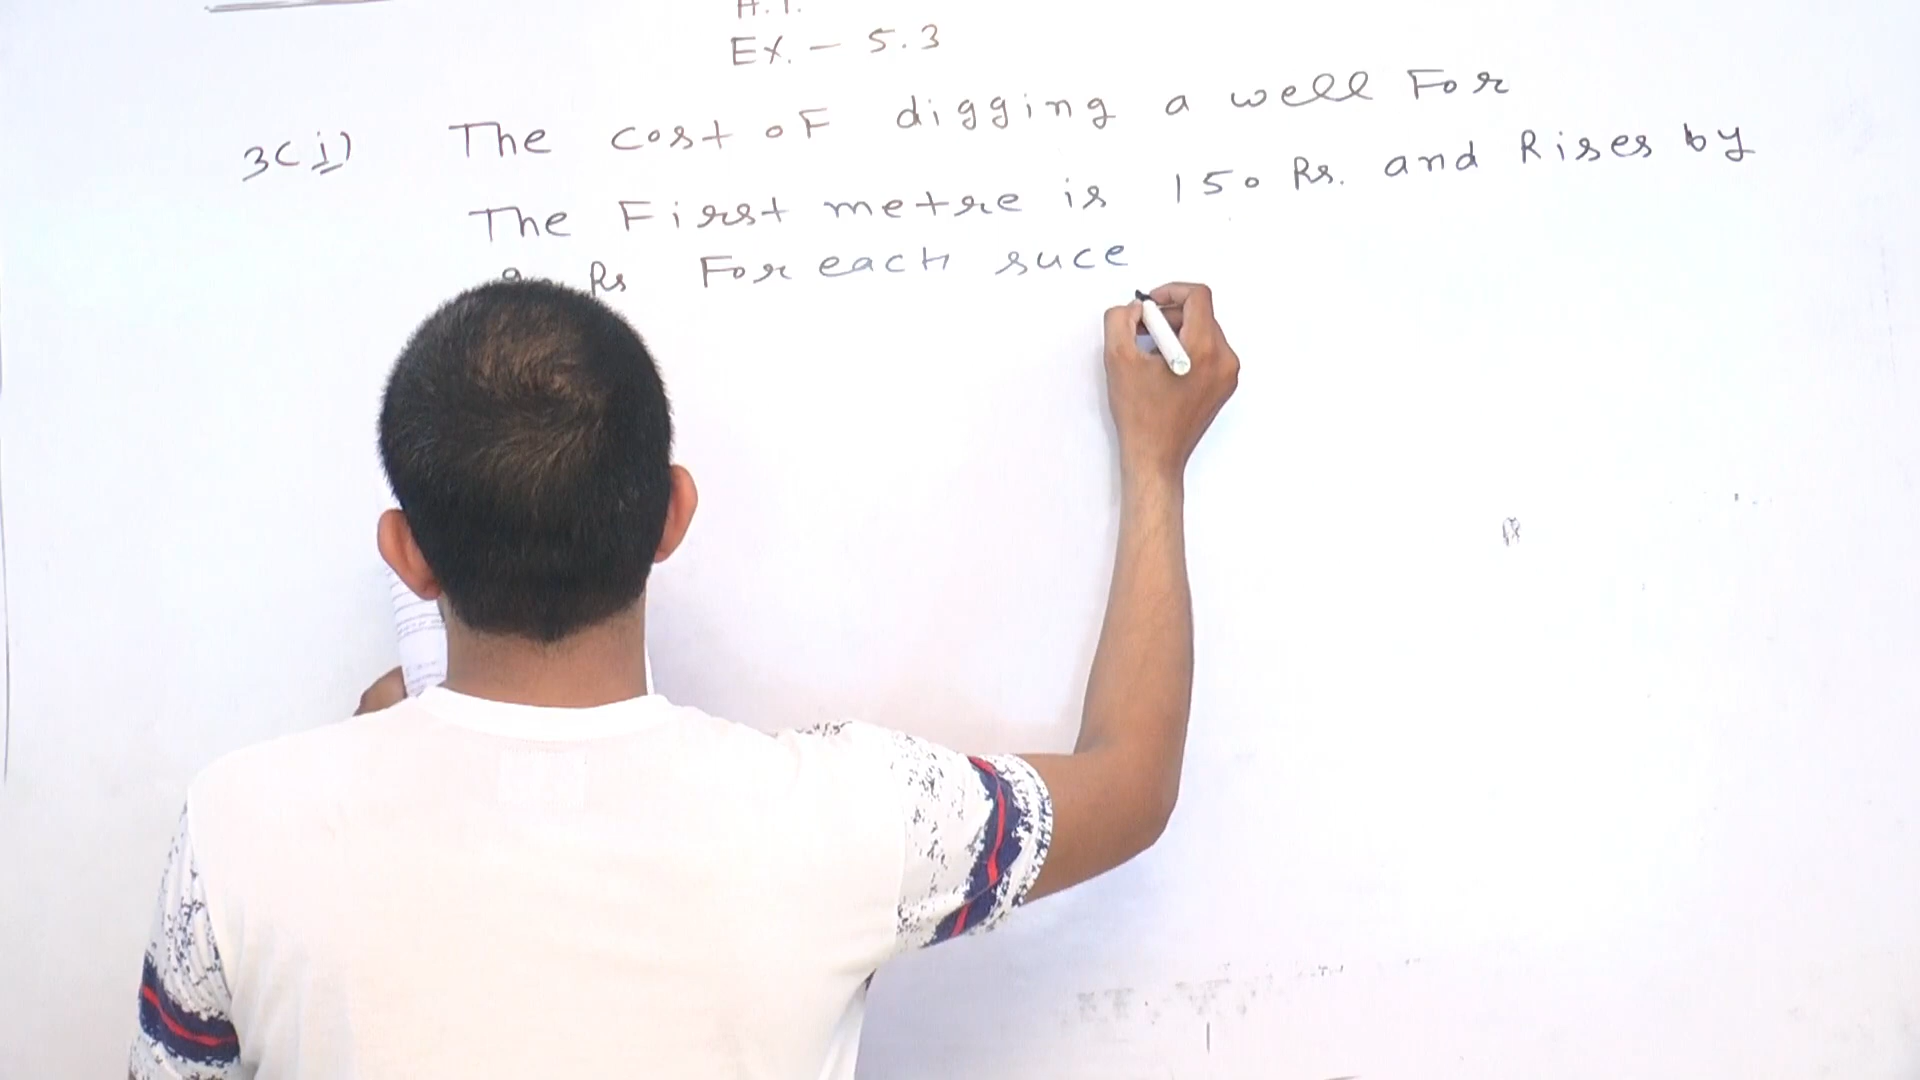 H.T.
Ex. - 5.3
3(i) The cost of digging a well For
The First metre is 150 Rs. and Rises by
Rs For each suce